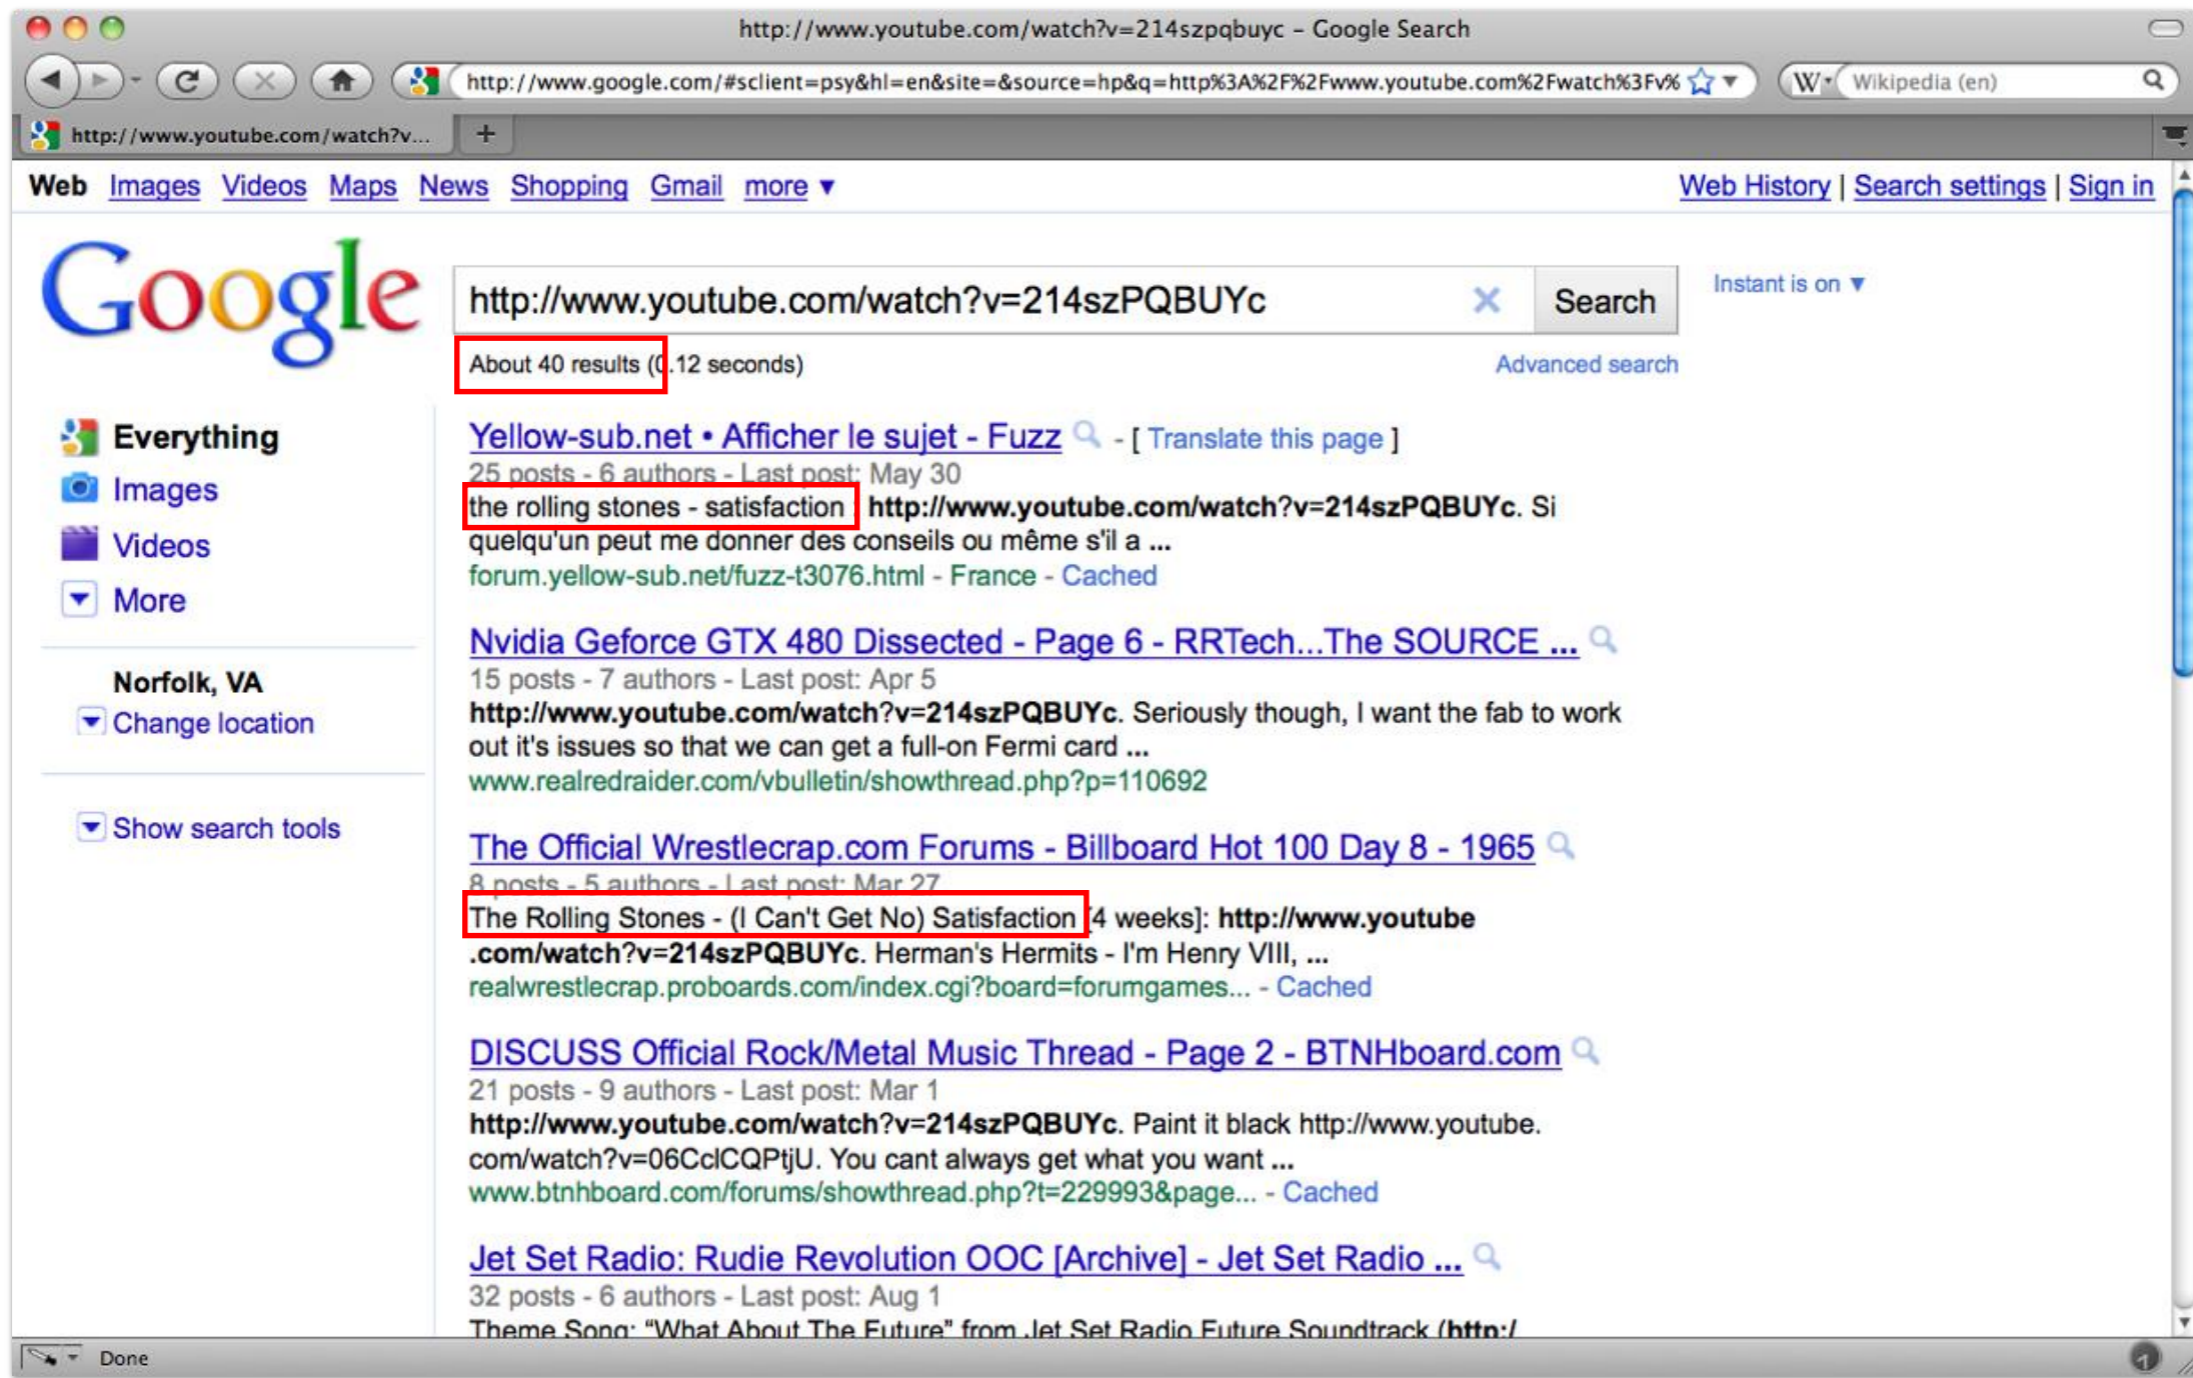 http://www.youtube.com/watch?v=214szpqbuyc – Google Search
http://www.google.com/#sclient=psy&hl=en&site=&source=hp&q=http%3A%2F%2Fwww.youtube.com%2Fwatch%3Fv%
W Wikipedia (en)
http://www.youtube.com/watch?v... +
Web Images Videos Maps News Shopping Gmail more ▼ Web History | Search settings | Sign in
Google
http://www.youtube.com/watch?v=214szPQBUYc × Search Instant is on ▼
About 40 results (0.12 seconds) Advanced search
Everything
Images
Videos
More
Norfolk, VA
Change location
Show search tools
Yellow-sub.net • Afficher le sujet - Fuzz - [ Translate this page ]
25 posts - 6 authors - Last post: May 30
the rolling stones - satisfaction : http://www.youtube.com/watch?v=214szPQBUYc. Si
quelqu'un peut me donner des conseils ou même s'il a ...
forum.yellow-sub.net/fuzz-t3076.html - France - Cached
Nvidia Geforce GTX 480 Dissected - Page 6 - RRTech...The SOURCE ...
15 posts - 7 authors - Last post: Apr 5
http://www.youtube.com/watch?v=214szPQBUYc. Seriously though, I want the fab to work
out it's issues so that we can get a full-on Fermi card ...
www.realredraider.com/vbulletin/showthread.php?p=110692
The Official Wrestlecrap.com Forums - Billboard Hot 100 Day 8 - 1965
8 posts - 5 authors - Last post: Mar 27
The Rolling Stones - (I Can't Get No) Satisfaction [4 weeks]: http://www.youtube
.com/watch?v=214szPQBUYc. Herman's Hermits - I'm Henry VIII, ...
realwrestlecrap.proboards.com/index.cgi?board=forumgames... - Cached
DISCUSS Official Rock/Metal Music Thread - Page 2 - BTNHboard.com
21 posts - 9 authors - Last post: Mar 1
http://www.youtube.com/watch?v=214szPQBUYc. Paint it black http://www.youtube.
com/watch?v=06CclCQPtjU. You cant always get what you want ...
www.btnhboard.com/forums/showthread.php?t=229993&page... - Cached
Jet Set Radio: Rudie Revolution OOC [Archive] - Jet Set Radio ...
32 posts - 6 authors - Last post: Aug 1
Theme Song: “What About The Future” from Jet Set Radio Future Soundtrack (http:/
Done
1